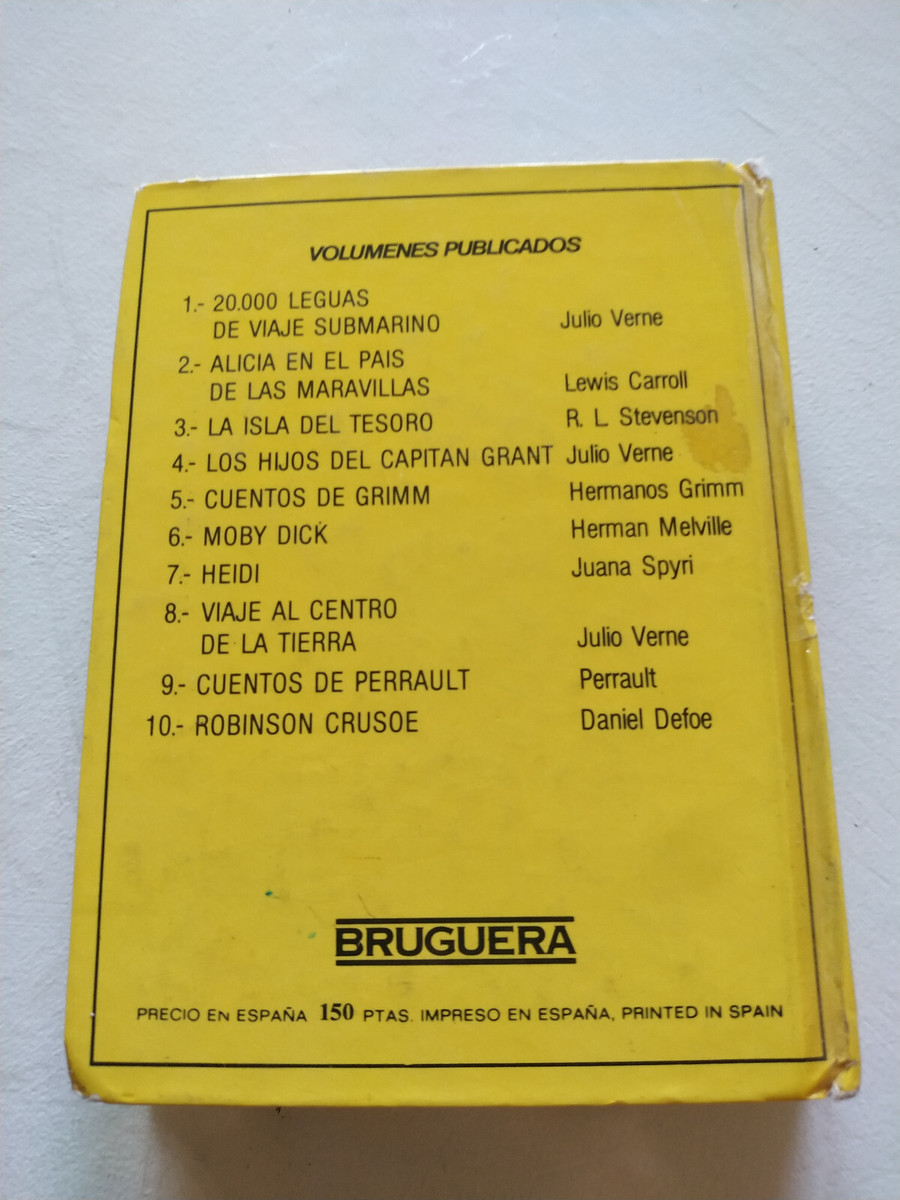 VOLUMENES PUBLICADOS
1.- 20.000 LEGUAS
DE VIAJE SUBMARINO Julio Verne
2.- ALICIA EN EL PAIS
DE LAS MARAVILLAS Lewis Carroll
3.- LA ISLA DEL TESORO R. L. Stevenson
4.- LOS HIJOS DEL CAPITAN GRANT Julio Verne
5.- CUENTOS DE GRIMM Hermanos Grimm
6.- MOBY DICK Herman Melville
7.- HEIDI Juana Spyri
8.- VIAJE AL CENTRO
DE LA TIERRA Julio Verne
9.- CUENTOS DE PERRAULT Perrault
10.- ROBINSON CRUSOE Daniel Defoe
BRUGUERA
PRECIO EN ESPAÑA 150 PTAS. IMPRESO EN ESPAÑA, PRINTED IN SPAIN